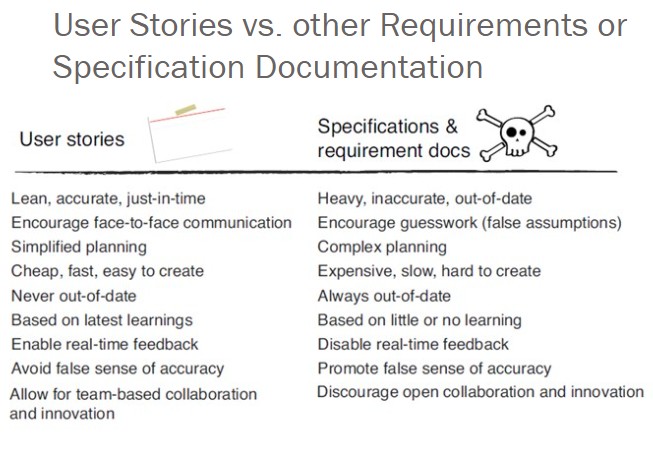 User Stories vs. other Requirements or
Specification Documentation
User stories
Specifications &
requirement docs
Lean, accurate, just-in-time
Heavy, inaccurate, out-of-date
Encourage face-to-face communication
Encourage guesswork (false assumptions)
Simplified planning
Complex planning
Cheap, fast, easy to create
Expensive, slow, hard to create
Never out-of-date
Always out-of-date
Based on latest learnings
Based on little or no learning
Enable real-time feedback
Disable real-time feedback
Avoid false sense of accuracy
Promote false sense of accuracy
Allow for team-based collaboration
and innovation
Discourage open collaboration and innovation